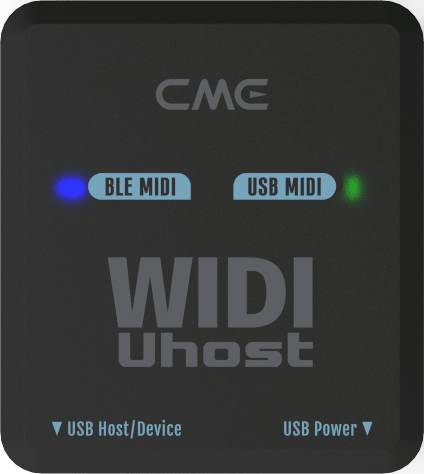 CME
BLE MIDI USB MIDI
WIDI
Uhost
▼ USB Host/Device USB Power ▼